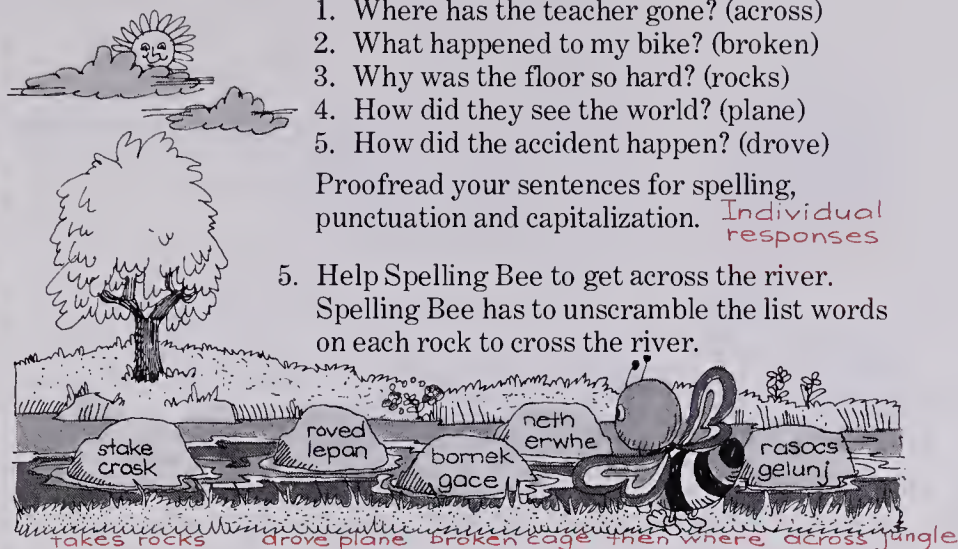 1. Where has the teacher gone? (across)
2. What happened to my bike? (broken)
3. Why was the floor so hard? (rocks)
4. How did they see the world? (plane)
5. How did the accident happen? (drove)
Proofread your sentences for spelling,
punctuation and capitalization. Individual
responses
5. Help Spelling Bee to get across the river.
Spelling Bee has to unscramble the list words
on each rock to cross the river.
stake
crosk
roved
lepan
bornek
gace
neth
erwhe
rasocs
gelunj
takes rocks drove plane broken cage then where across jungle